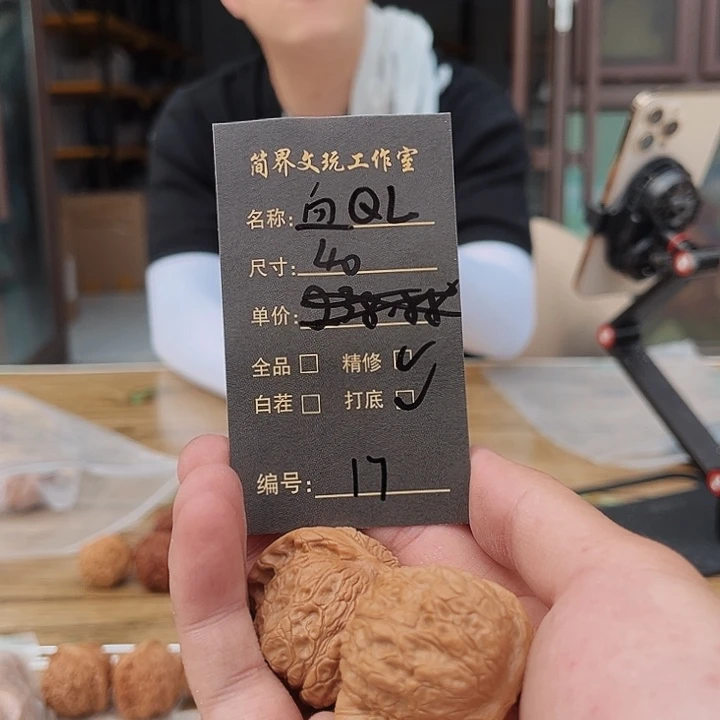 简界文玩工作室
名称: 白QL
尺寸: 40
单价:
全品 □ 精修 ☑
白茬 □ 打底 ☑
编号: 17